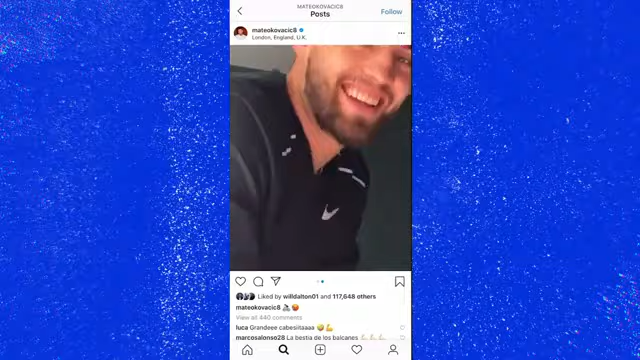 MATEOKOVACIC8
Posts
Follow
mateokovacic8
London, England, U.K.
Liked by willdalton01 and 117,648 others
mateokovacic8
View all 440 comments
luca Grandeee cabesitaaaa 🤣💪
marcosalonso28 La bestia de los balcanes 💪🏻💪🏻💪🏻